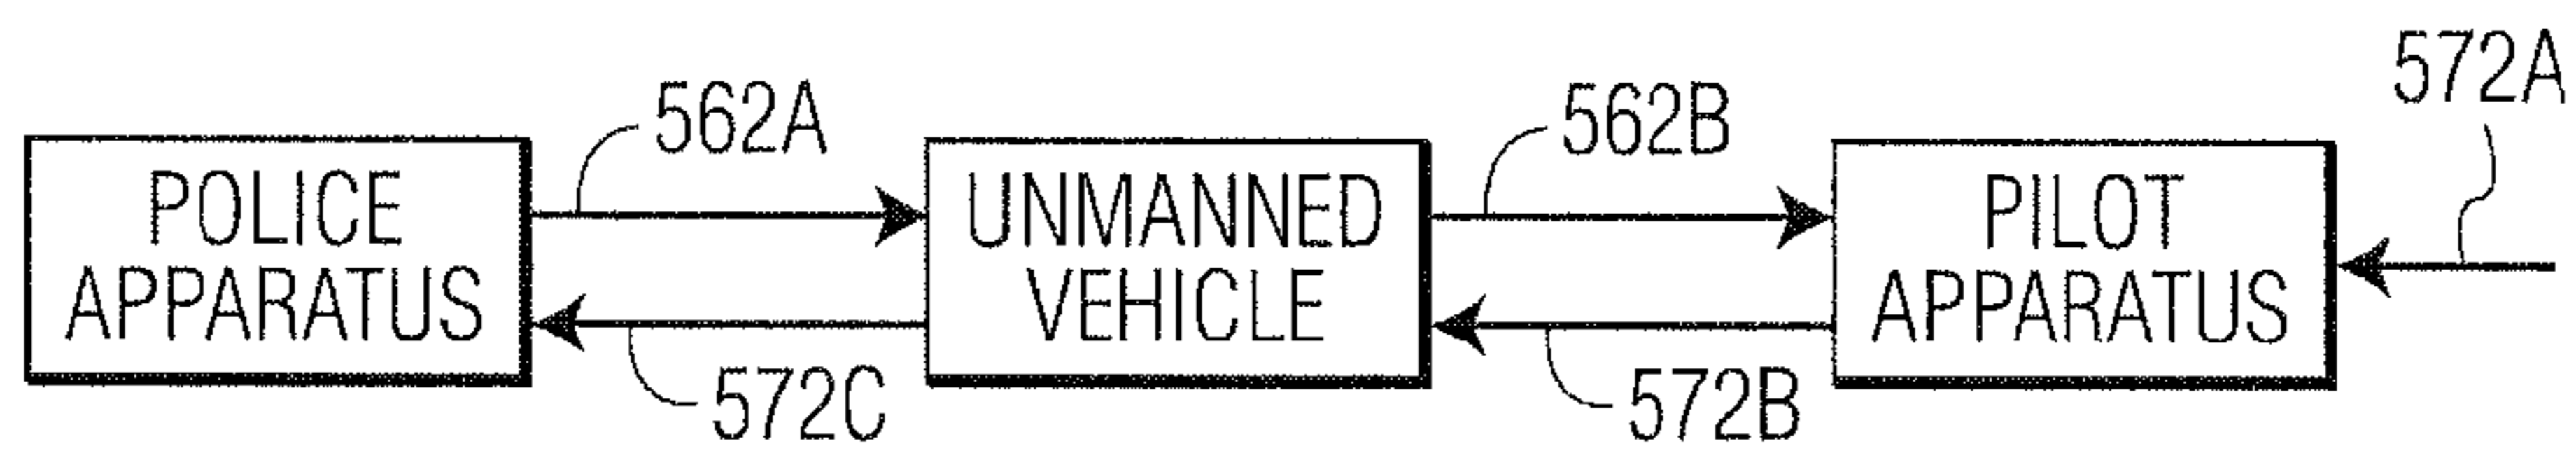 572A
562A
562B
POLICE
APPARATUS
UNMANNED
VEHICLE
PILOT
APPARATUS
572C
572B